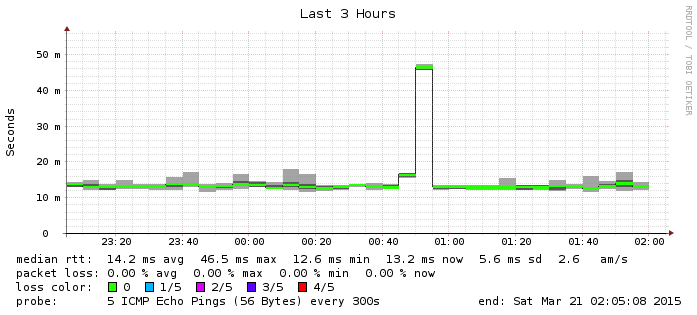 Last 3 Hours
RRDTOOL / TOBI OETIKER
Seconds
50 m
40 m
30 m
20 m
10 m
0
23:20 23:40 00:00 00:20 00:40 01:00 01:20 01:40 02:00
median rtt: 14.2 ms avg 46.5 ms max 12.6 ms min 13.2 ms now 5.6 ms sd 2.6 am/s
packet loss: 0.00 % avg 0.00 % max 0.00 % min 0.00 % now
loss color: 0 1/5 2/5 3/5 4/5
probe: 5 ICMP Echo Pings (56 Bytes) every 300s end: Sat Mar 21 02:05:08 2015